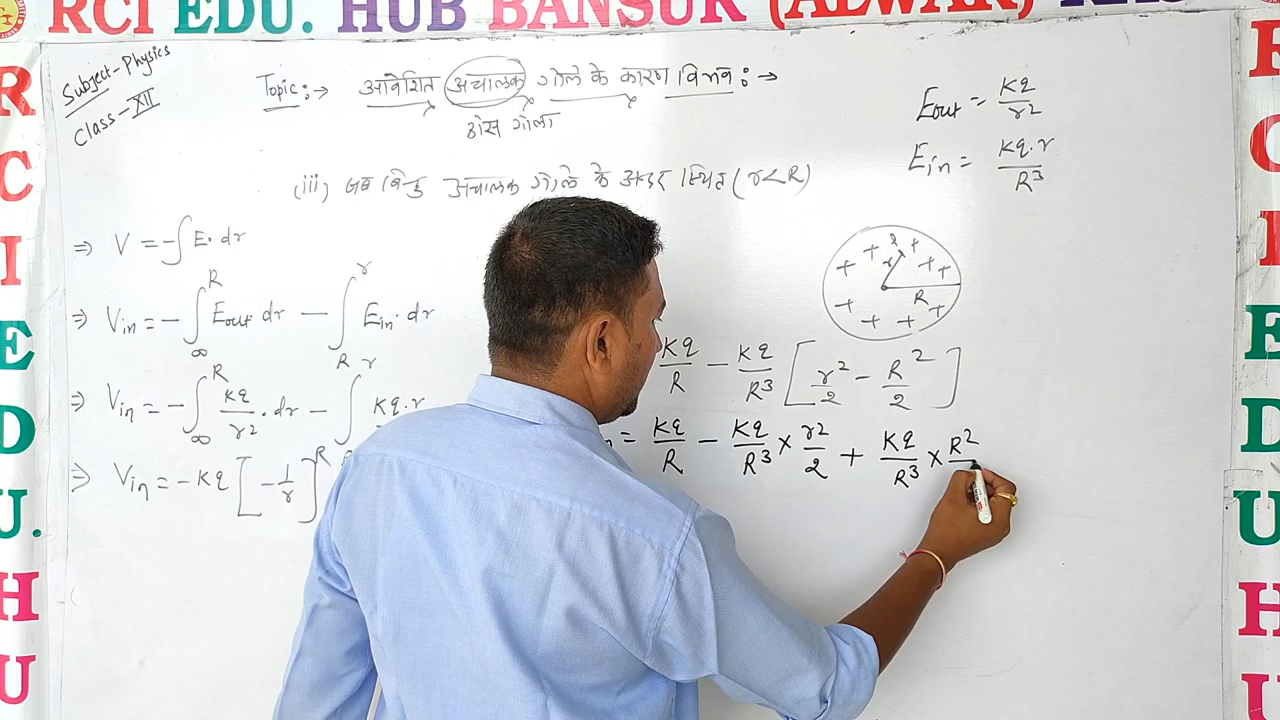 RCI EDU. HUB BANSUR (ALWAR)
R
C
I
E
D
U.
H
U
E
D
U
H
U
Subject-Physics
Class-XII
Topic:→ आवेशित अचालक गोले के कारण विभव:→
ठोस गोला
(iii) जब बिन्दु अचालक गोले के अन्दर स्थित (r<R)
Eout = Kq/r2
Ein = Kq.r/R3
+ + + + + + + + +
r
R
⇒ V = -∫E.dr
⇒ Vin = -∫∞^R Eout dr - ∫R^r Ein.dr
⇒ Vin = -∫∞^R Kq/r2 .dr - ∫^r Kq.r
⇒ Vin = -Kq[-1/r]^R
Kq/R - Kq/R3 [r2/2 - R2/2]
= Kq/R - Kq/R3 × r2/2 + Kq/R3 × R2